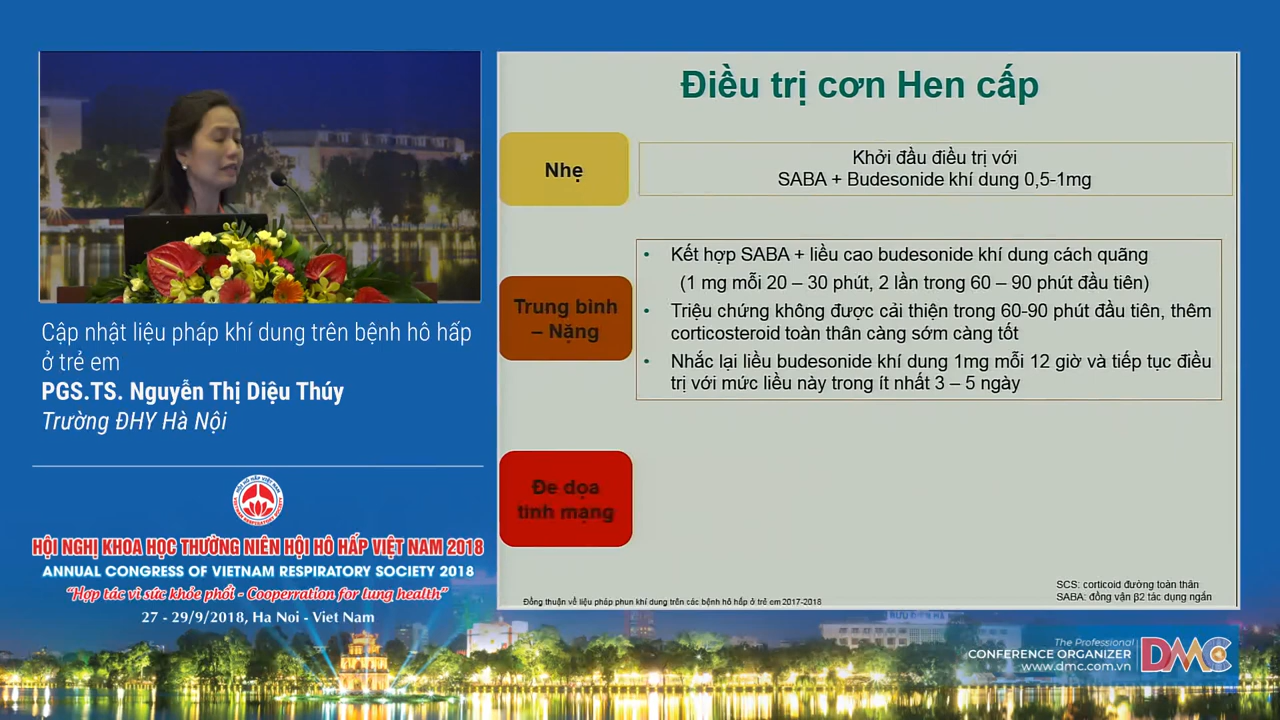 Điều trị cơn Hen cấp
Nhẹ
Khởi đầu điều trị với
SABA + Budesonide khí dung 0,5-1mg
Trung bình
– Nặng
• Kết hợp SABA + liều cao budesonide khí dung cách quãng
(1 mg mỗi 20 – 30 phút, 2 lần trong 60 – 90 phút đầu tiên)
• Triệu chứng không được cải thiện trong 60-90 phút đầu tiên, thêm
corticosteroid toàn thân càng sớm càng tốt
• Nhắc lại liều budesonide khí dung 1mg mỗi 12 giờ và tiếp tục điều
trị với mức liều này trong ít nhất 3 – 5 ngày
Đe dọa
tính mạng
SCS: corticoid đường toàn thân
SABA: đồng vận β2 tác dụng ngắn
Đồng thuận về liệu pháp phun khí dung trên các bệnh hô hấp ở trẻ em 2017-2018
Cập nhật liệu pháp khí dung trên bệnh hô hấp
ở trẻ em
PGS.TS. Nguyễn Thị Diệu Thúy
Trường ĐHY Hà Nội
HỘI HÔ HẤP VIỆT NAM
VIETNAM RESPIRATORY SOCIETY
HỘI NGHỊ KHOA HỌC THƯỜNG NIÊN HỘI HÔ HẤP VIỆT NAM 2018
ANNUAL CONGRESS OF VIETNAM RESPIRATORY SOCIETY 2018
"Hợp tác vì sức khỏe phổi - Cooperration for lung health"
27 - 29/9/2018, Ha Noi - Viet Nam
The Professional
CONFERENCE ORGANIZER
www.dmc.com.vn
DMC